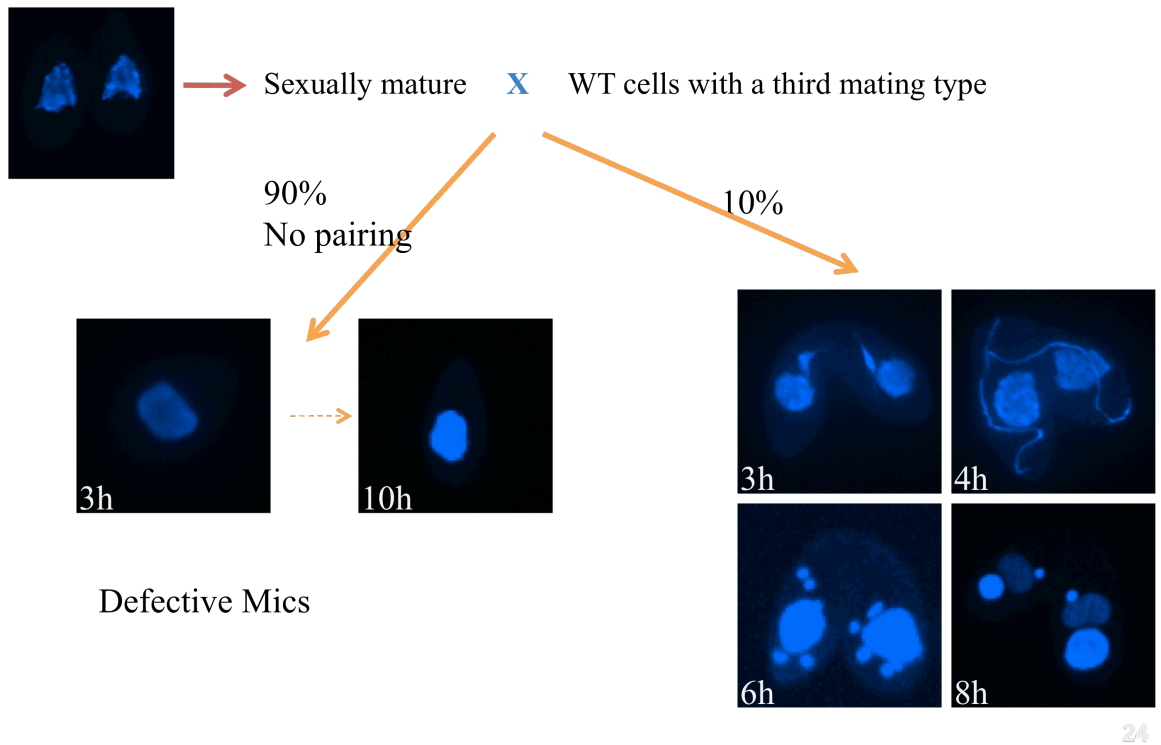 Sexually mature X WT cells with a third mating type
90%
No pairing
10%
3h
10h
3h
4h
Defective Mics
6h
8h
24